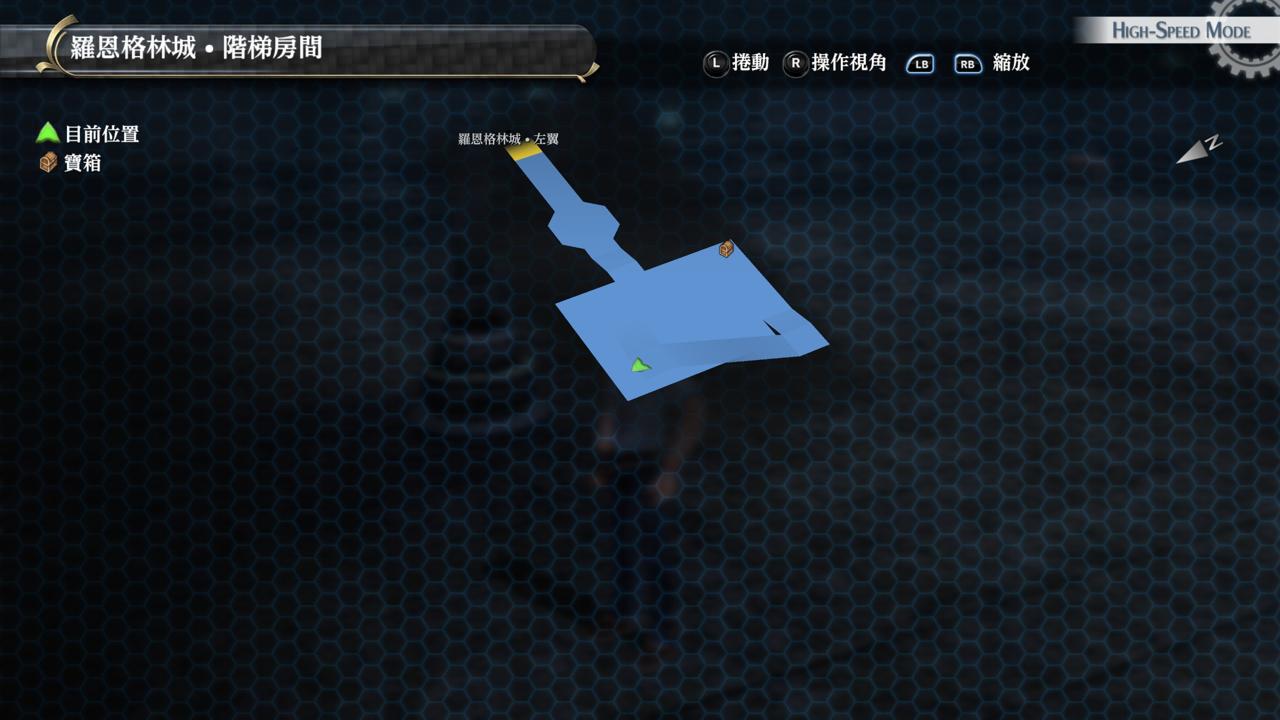 羅恩格林城・階梯房間
HIGH-SPEED MODE
L 捲動 R 操作視角 LB RB 縮放
目前位置
寶箱
羅恩格林城・左翼
N